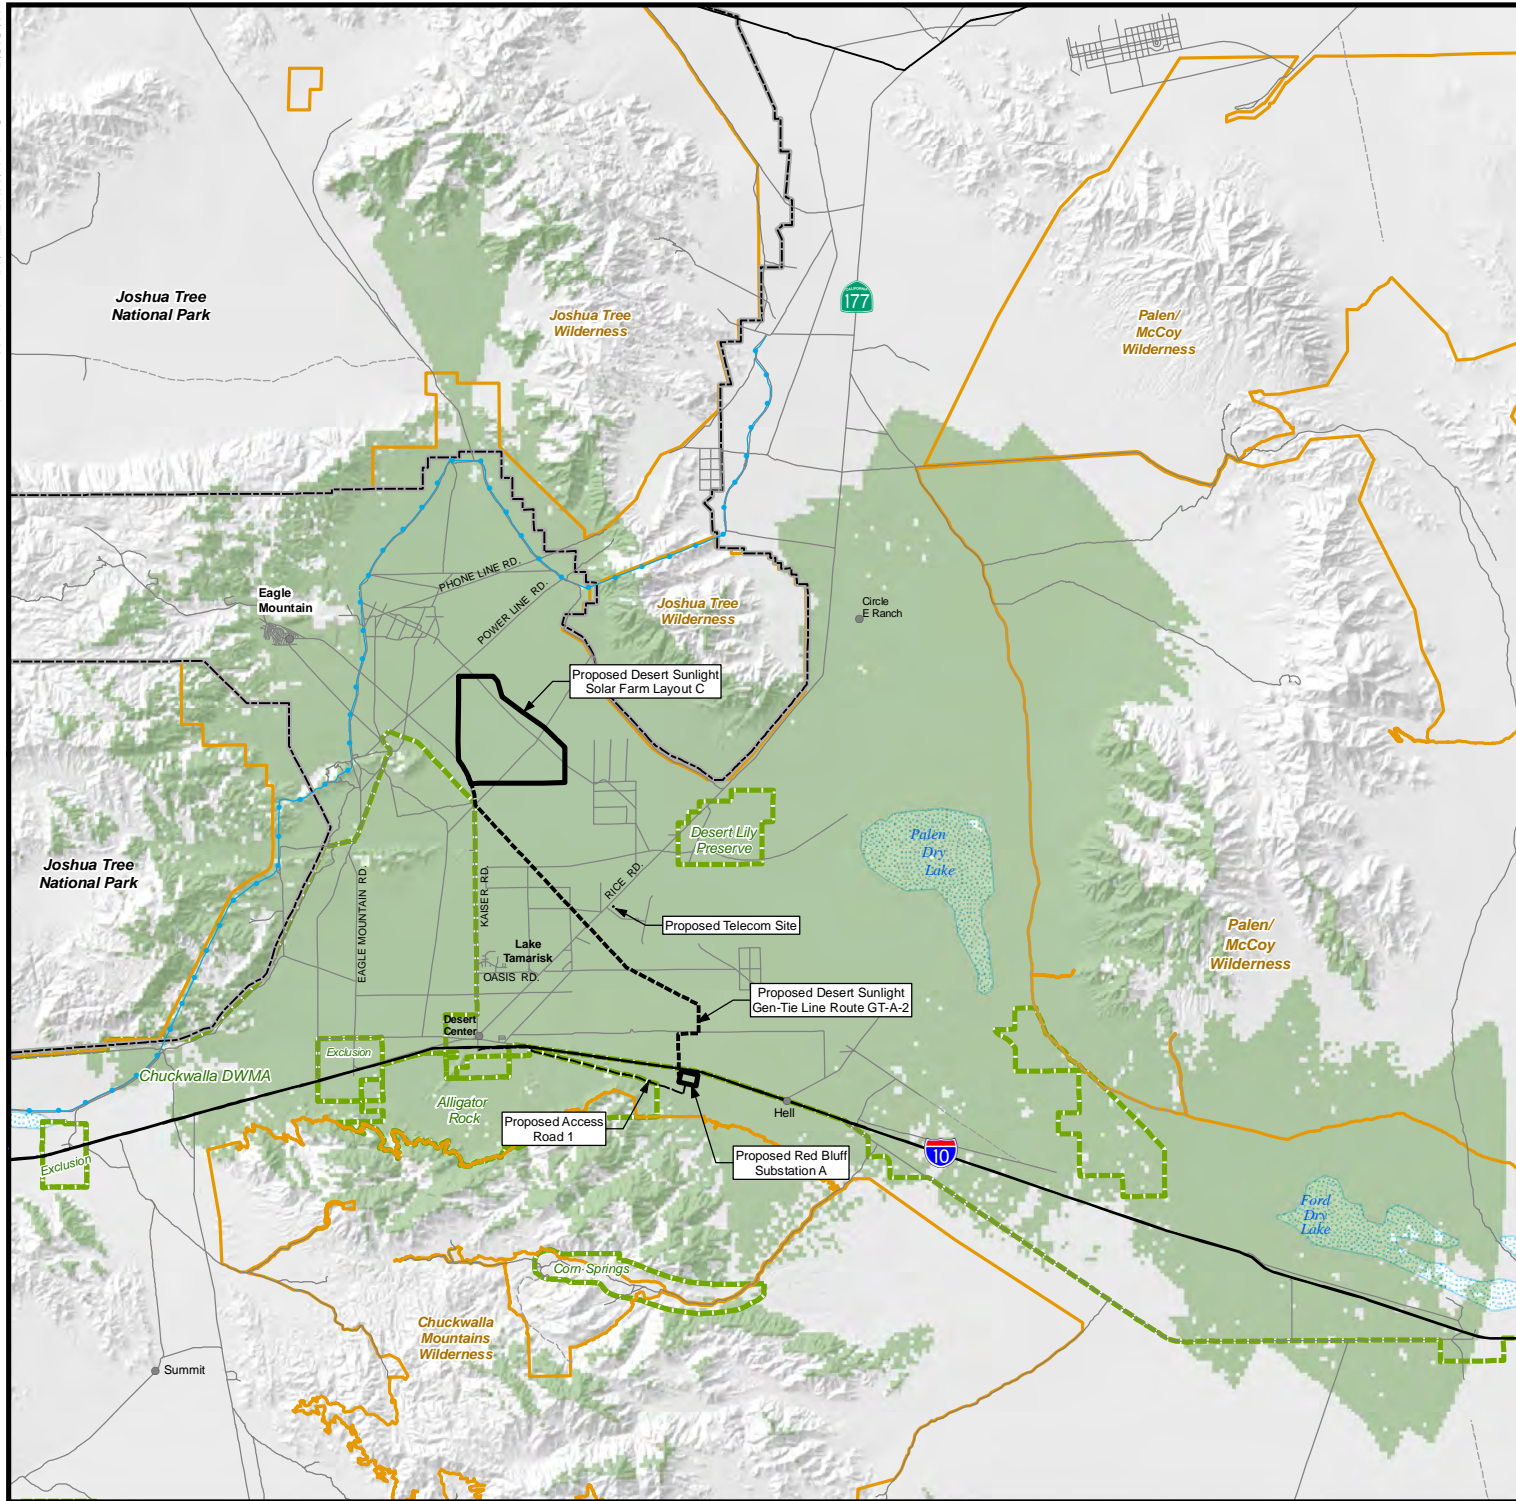 Joshua Tree
National Park
Joshua Tree
Wilderness
CALIFORNIA
177
Palen/
McCoy
Wilderness
PHONE LINE RD.
POWER LINE RD.
Eagle
Mountain
Joshua Tree
Wilderness
Circle
E Ranch
Proposed Desert Sunlight
Solar Farm Layout C
Desert Lily
Preserve
Palen
Dry
Lake
Joshua Tree
National Park
EAGLE MOUNTAIN RD.
KAISER RD.
RICE RD.
Proposed Telecom Site
Lake
Tamarisk
OASIS RD.
Palen/
McCoy
Wilderness
Proposed Desert Sunlight
Gen-Tie Line Route GT-A-2
Desert
Center
Exclusion
Chuckwalla DWMA
Alligator
Rock
Proposed Access
Road 1
Hell
Proposed Red Bluff
Substation A
10
Exclusion
Ford
Dry
Lake
Corn Springs
Chuckwalla
Mountains
Wilderness
Summit